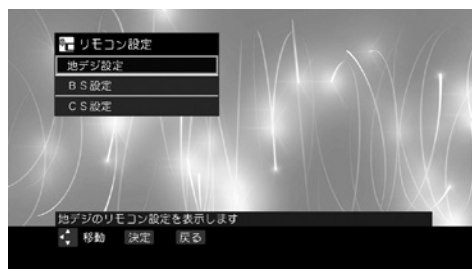 リモコン設定
地デジ設定
ＢＳ設定
ＣＳ設定
地デジのリモコン設定を表示します
移動 決定 戻る